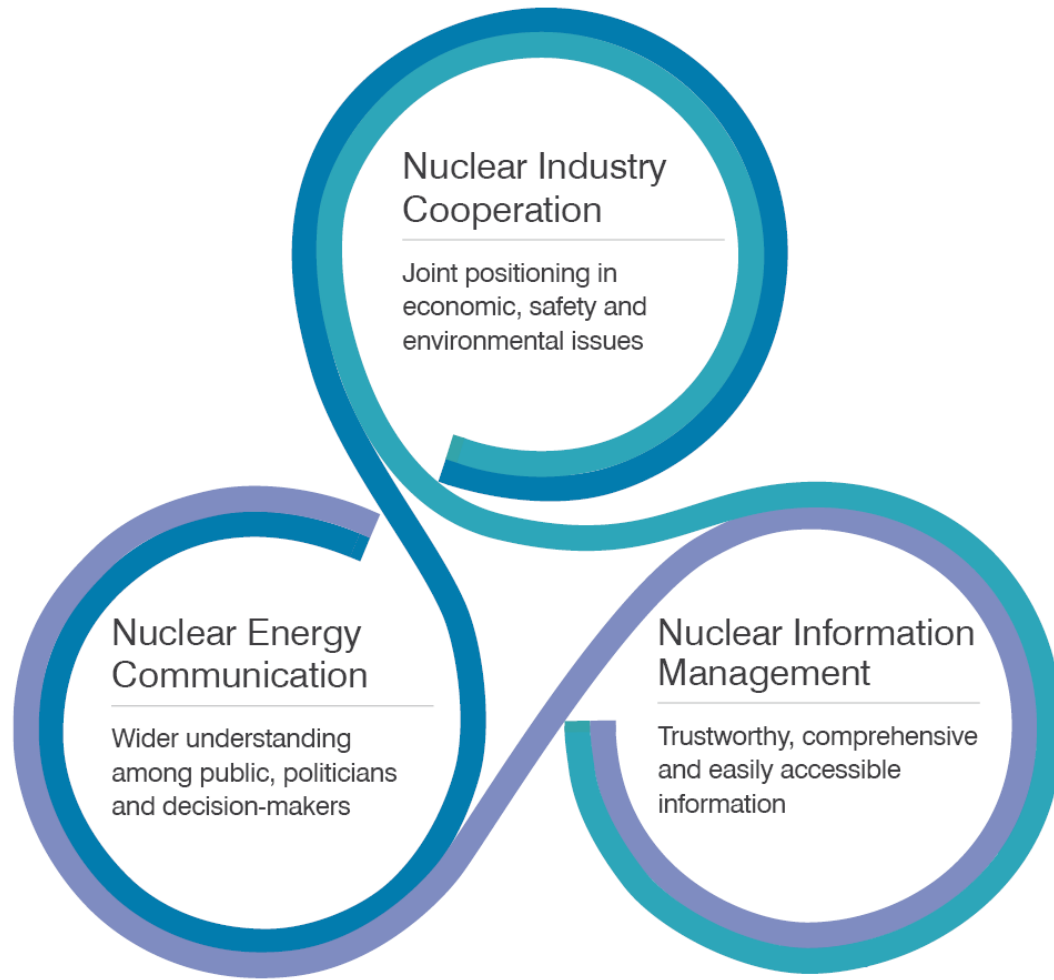 Nuclear Industry
Cooperation
Joint positioning in
economic, safety and
environmental issues
Nuclear Energy
Communication
Wider understanding
among public, politicians
and decision-makers
Nuclear Information
Management
Trustworthy, comprehensive
and easily accessible
information